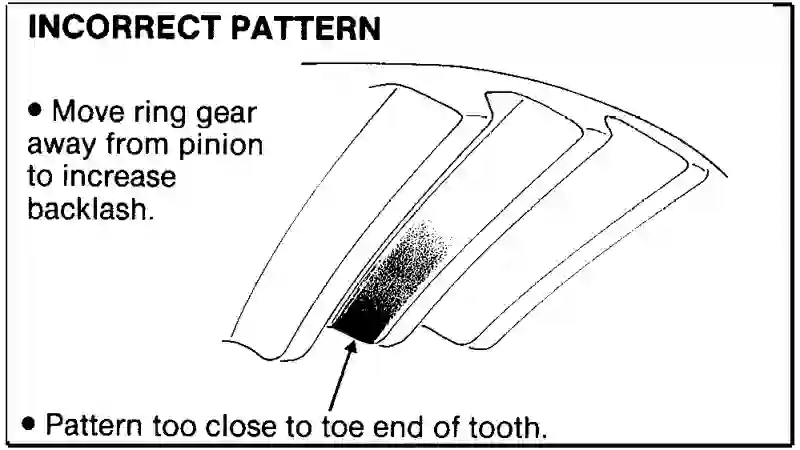 INCORRECT PATTERN
• Move ring gear
away from pinion
to increase
backlash.
• Pattern too close to toe end of tooth.